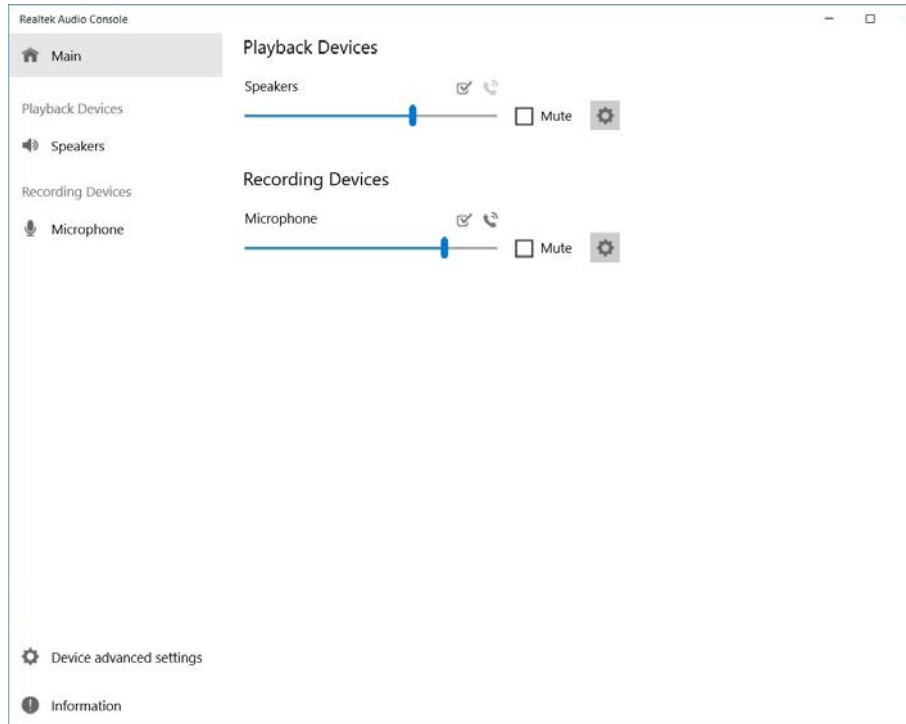 Realtek Audio Console
Main
Playback Devices
Speakers
Recording Devices
Microphone
Device advanced settings
Information
Playback Devices
Speakers
Mute
Recording Devices
Microphone
Mute